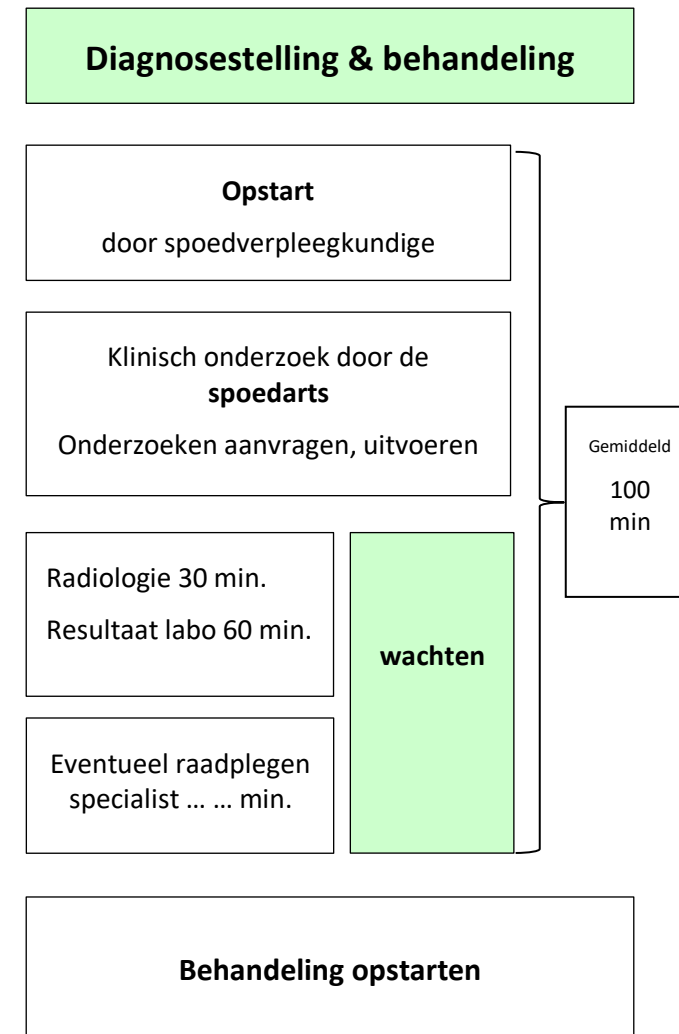 Diagnosestelling & behandeling
Opstart
door spoedverpleegkundige
Klinisch onderzoek door de
spoedarts
Onderzoeken aanvragen, uitvoeren
Gemiddeld
100
min
Radiologie 30 min.
Resultaat labo 60 min.
wachten
Eventueel raadplegen
specialist ... ... min.
Behandeling opstarten